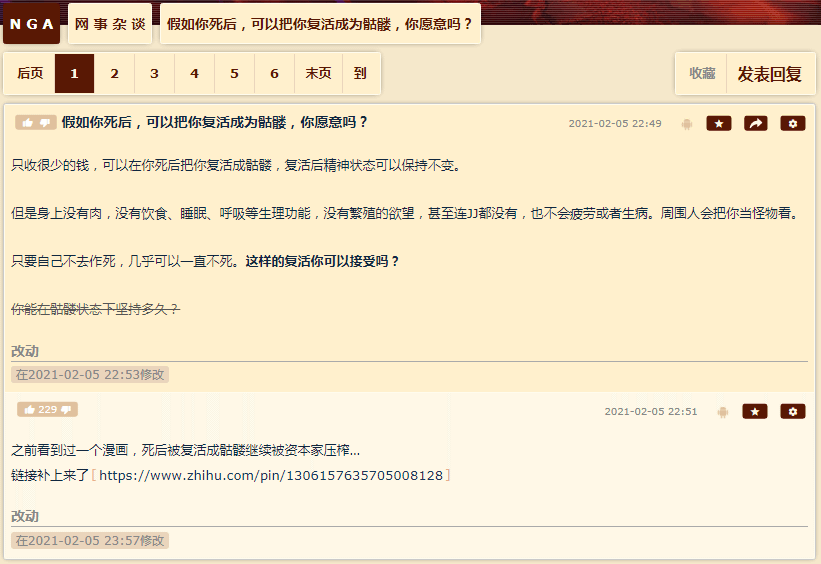 NGA 网事杂谈 假如你死后，可以把你复活成为骷髅，你愿意吗？
后页 1 2 3 4 5 6 末页 到 收藏 发表回复
假如你死后，可以把你复活成为骷髅，你愿意吗？ 2021-02-05 22:49
只收很少的钱，可以在你死后把你复活成骷髅，复活后精神状态可以保持不变。
但是身上没有肉，没有饮食、睡眠、呼吸等生理功能，没有繁殖的欲望，甚至连JJ都没有，也不会疲劳或者生病。周围人会把你当怪物看。
只要自己不去作死，几乎可以一直不死。这样的复活你可以接受吗？
你能在骷髅状态下坚持多久？
改动
在2021-02-05 22:53修改
229 2021-02-05 22:51
之前看到过一个漫画，死后被复活成骷髅继续被资本家压榨...
链接补上来了[ https://www.zhihu.com/pin/1306157635705008128 ]
改动
在2021-02-05 23:57修改